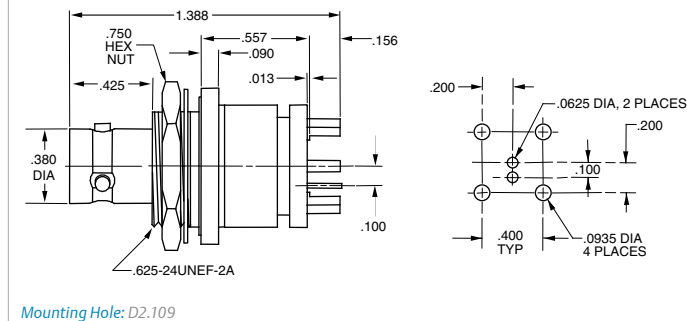 1.388
.750
HEX
NUT
.557
.156
.090
.013
.425
.380
DIA
.100
.625-24UNEF-2A
.200
.0625 DIA, 2 PLACES
.200
.100
.400
TYP
.0935 DIA
4 PLACES
Mounting Hole: D2.109